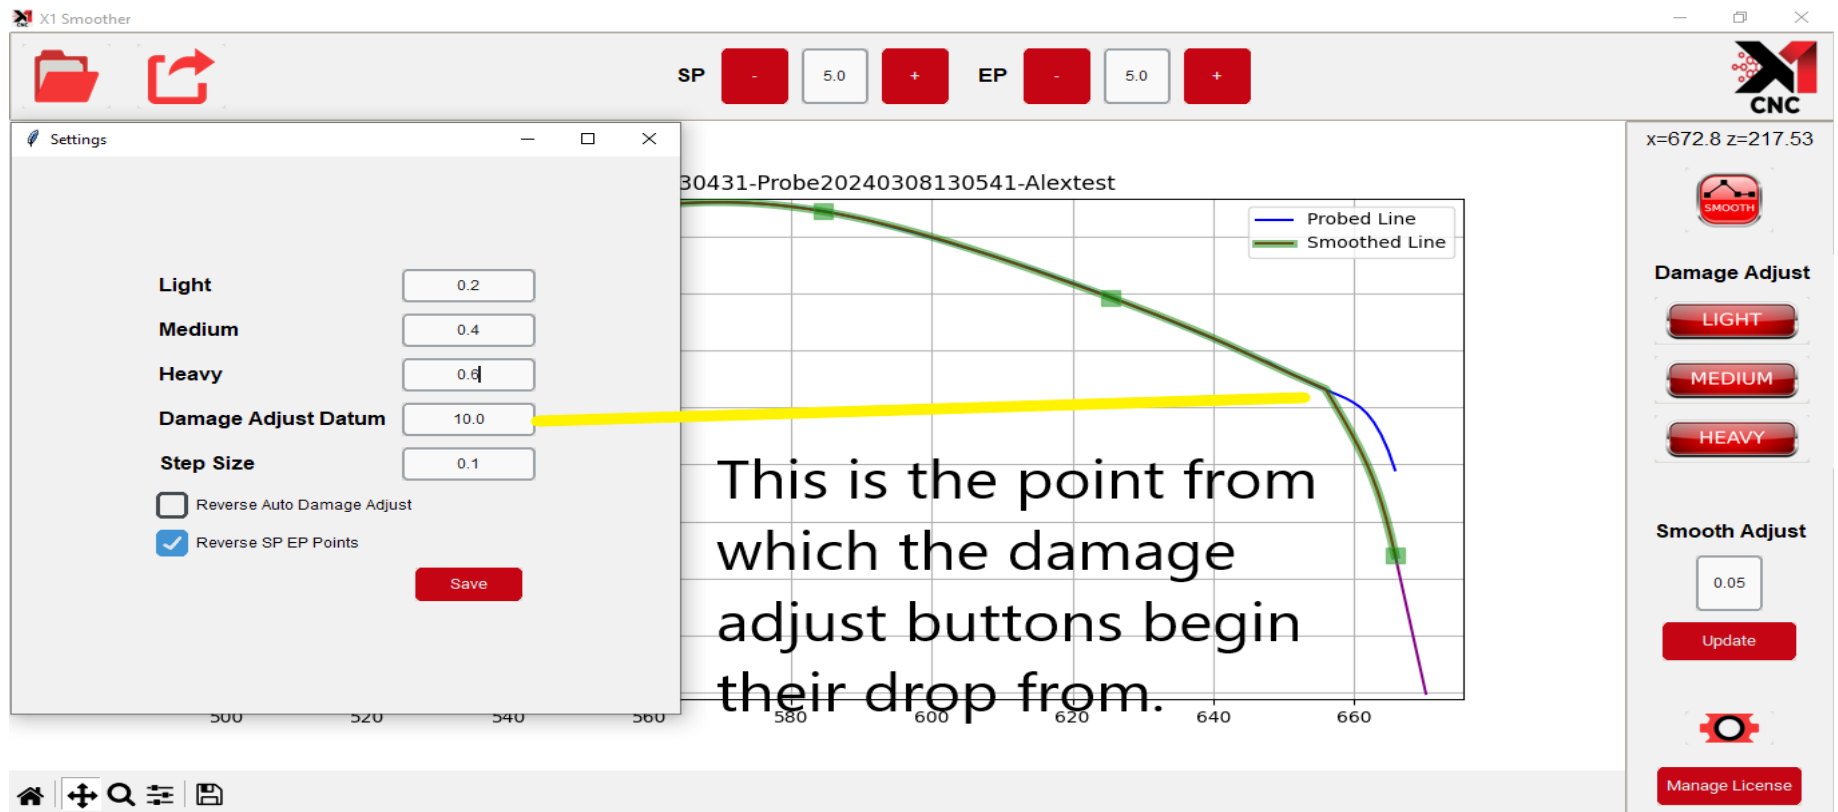 X1 Smoother
SP - 5.0 + EP - 5.0 +
X1
CNC
Settings
x=672.8 z=217.53
30431-Probe20240308130541-Alextest
Probed Line
Smoothed Line
SMOOTH
Light 0.2
Medium 0.4
Heavy 0.6
Damage Adjust Datum 10.0
Step Size 0.1
Reverse Auto Damage Adjust
Reverse SP EP Points
Save
This is the point from
which the damage
adjust buttons begin
their drop from.
500 520 540 560 580 600 620 640 660
Damage Adjust
LIGHT
MEDIUM
HEAVY
Smooth Adjust
0.05
Update
Manage License